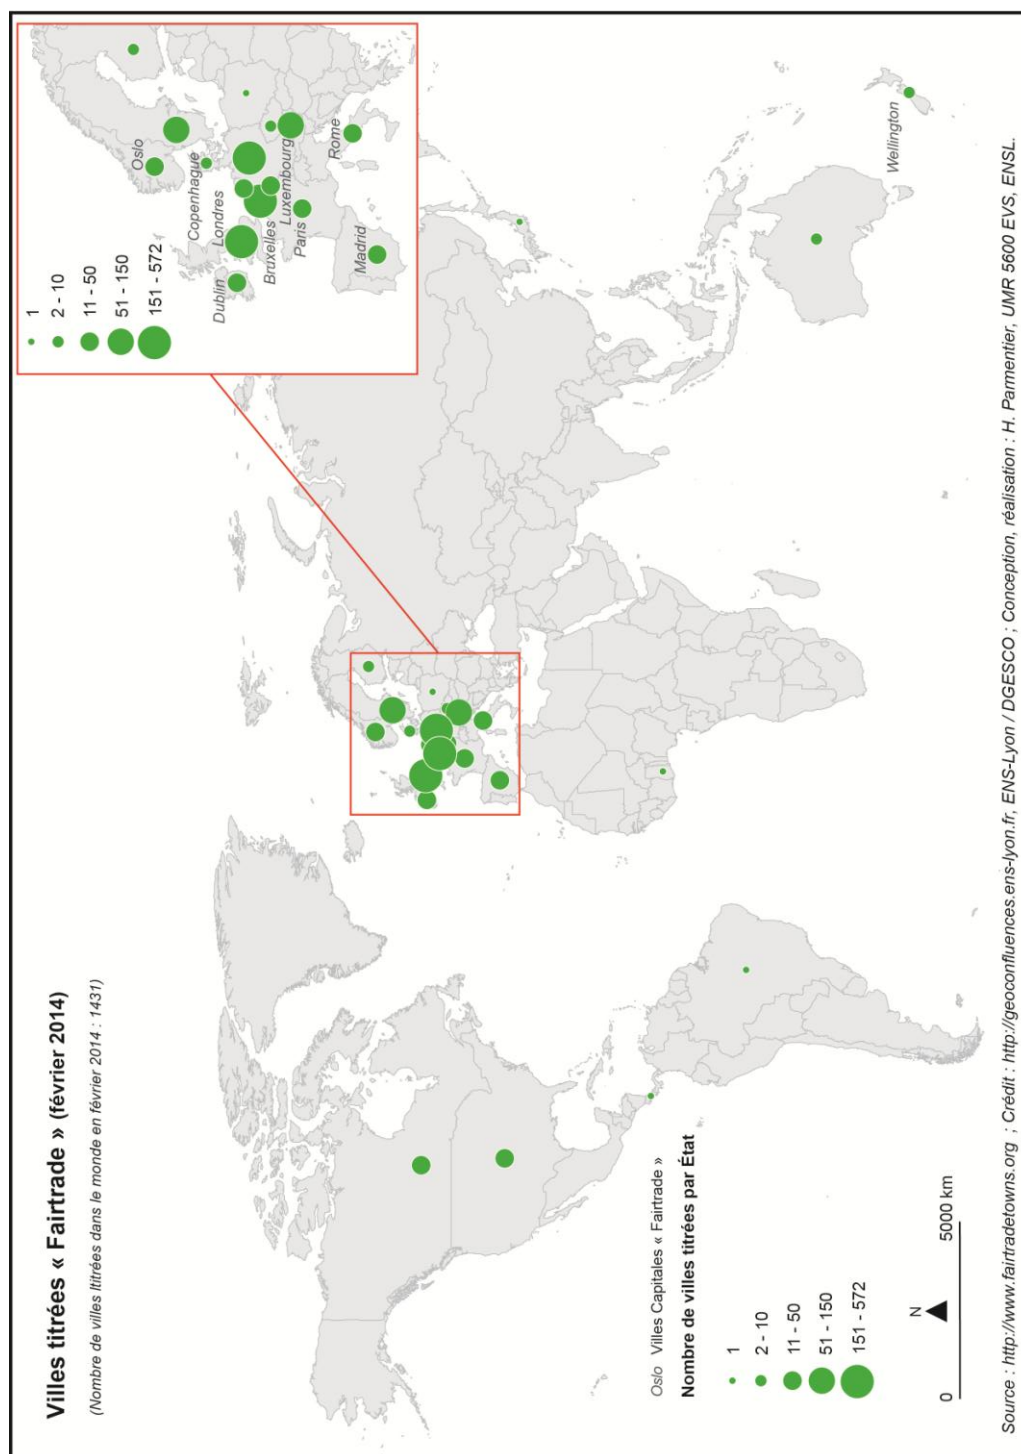 Villes titrées « Fairtrade » (février 2014)
(Nombre de villes ltitrées dans le monde en février 2014 : 1431)
1
2 - 10
11 - 50
51 - 150
151 - 572
Oslo
Copenhague
Dublin
Londres
Bruxelles
Luxembourg
Paris
Madrid
Rome
Wellington
Oslo Villes Capitales « Fairtrade »
Nombre de villes titrées par État
1
2 - 10
11 - 50
51 - 150
151 - 572
N
0 5000 km
Source : http://www.fairtradetowns.org ; Crédit : http://geoconfluences.ens-lyon.fr, ENS-Lyon / DGESCO ; Conception, réalisation : H. Parmentier, UMR 5600 EVS, ENSL.